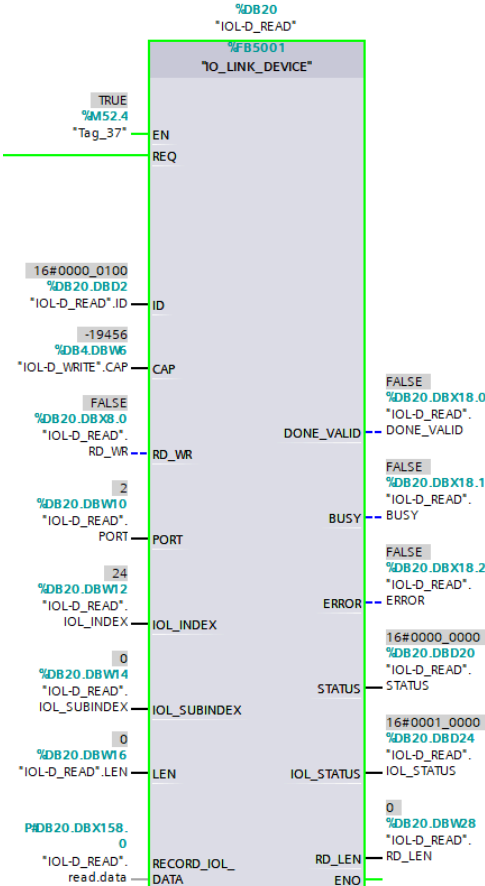 %DB20
"IOL-D_READ"
%FB5001
"IO_LINK_DEVICE"
TRUE
%M52.4
"Tag_37"
EN
REQ
16#0000_0100
%DB20.DBD2
"IOL-D_READ".ID
ID
-19456
%DB4.DBW6
"IOL-D_WRITE".CAP
CAP
FALSE
%DB20.DBX8.0
"IOL-D_READ".
RD_WR
RD_WR
2
%DB20.DBW10
"IOL-D_READ".
PORT
PORT
24
%DB20.DBW12
"IOL-D_READ".
IOL_INDEX
IOL_INDEX
0
%DB20.DBW14
"IOL-D_READ".
IOL_SUBINDEX
IOL_SUBINDEX
0
%DB20.DBW16
"IOL-D_READ".LEN
LEN
P#DB20.DBX158.
0
"IOL-D_READ".
read.data
RECORD_IOL_
DATA
FALSE
%DB20.DBX18.0
"IOL-D_READ".
DONE_VALID
DONE_VALID
FALSE
%DB20.DBX18.1
"IOL-D_READ".
BUSY
BUSY
FALSE
%DB20.DBX18.2
"IOL-D_READ".
ERROR
ERROR
16#0000_0000
%DB20.DBD20
"IOL-D_READ".
STATUS
STATUS
16#0001_0000
%DB20.DBD24
"IOL-D_READ".
IOL_STATUS
IOL_STATUS
0
%DB20.DBW28
"IOL-D_READ".
RD_LEN
RD_LEN
ENO